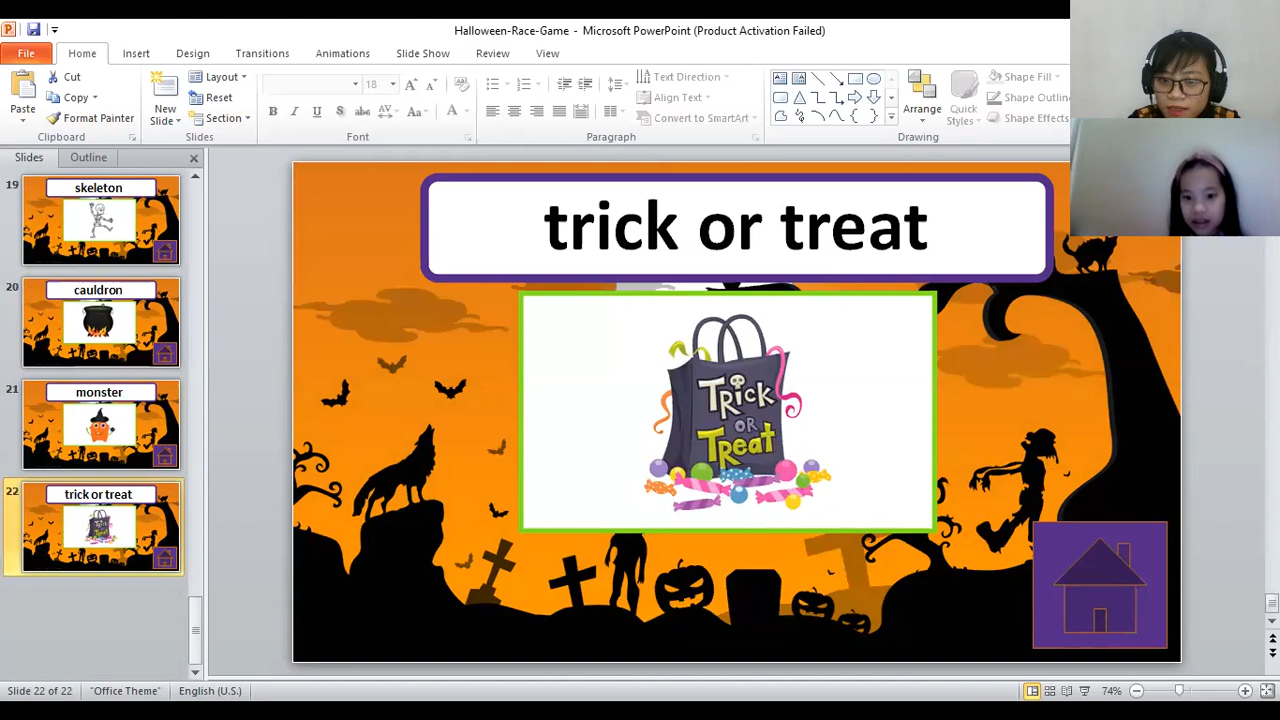 Halloween-Race-Game - Microsoft PowerPoint (Product Activation Failed)
File Home Insert Design Transitions Animations Slide Show Review View
Paste
Cut
Copy
Format Painter
Clipboard
New Slide
Layout
Reset
Section
Slides
18
Font
Text Direction
Align Text
Convert to SmartArt
Paragraph
Arrange
Quick Styles
Shape Fill
Shape Outlin
Shape Effects
Drawing
Slides Outline
19
skeleton
20
cauldron
21
monster
22
trick or treat
trick or treat
TRick
OR
TReat
Slide 22 of 22 "Office Theme" English (U.S.) 74%